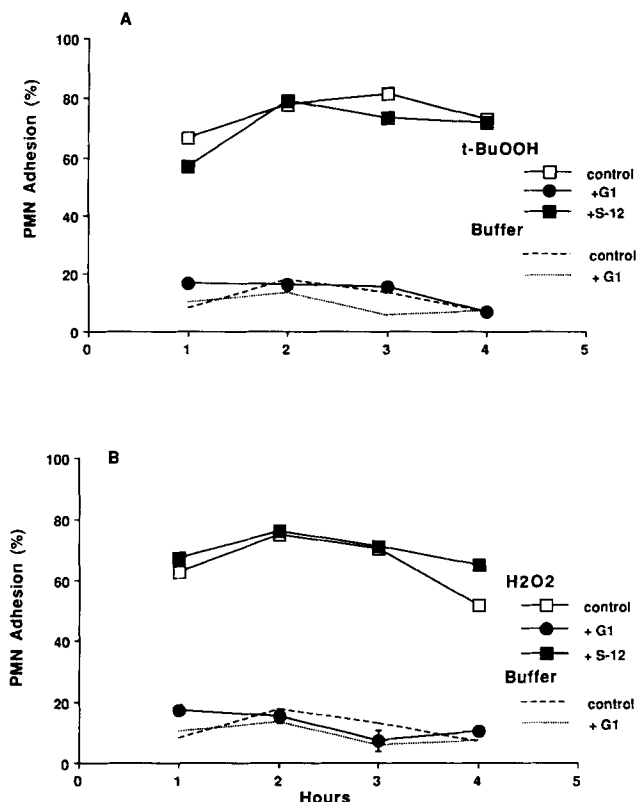 A
PMN Adhesion (%)
100
80
60
40
20
0
0 1 2 3 4 5
t-BuOOH
control
+G1
+S-12
Buffer
control
+ G1
B
PMN Adhesion (%)
100
80
60
40
20
0
0 1 2 3 4 5
Hours
H2O2
control
+ G1
+ S-12
Buffer
control
+ G1